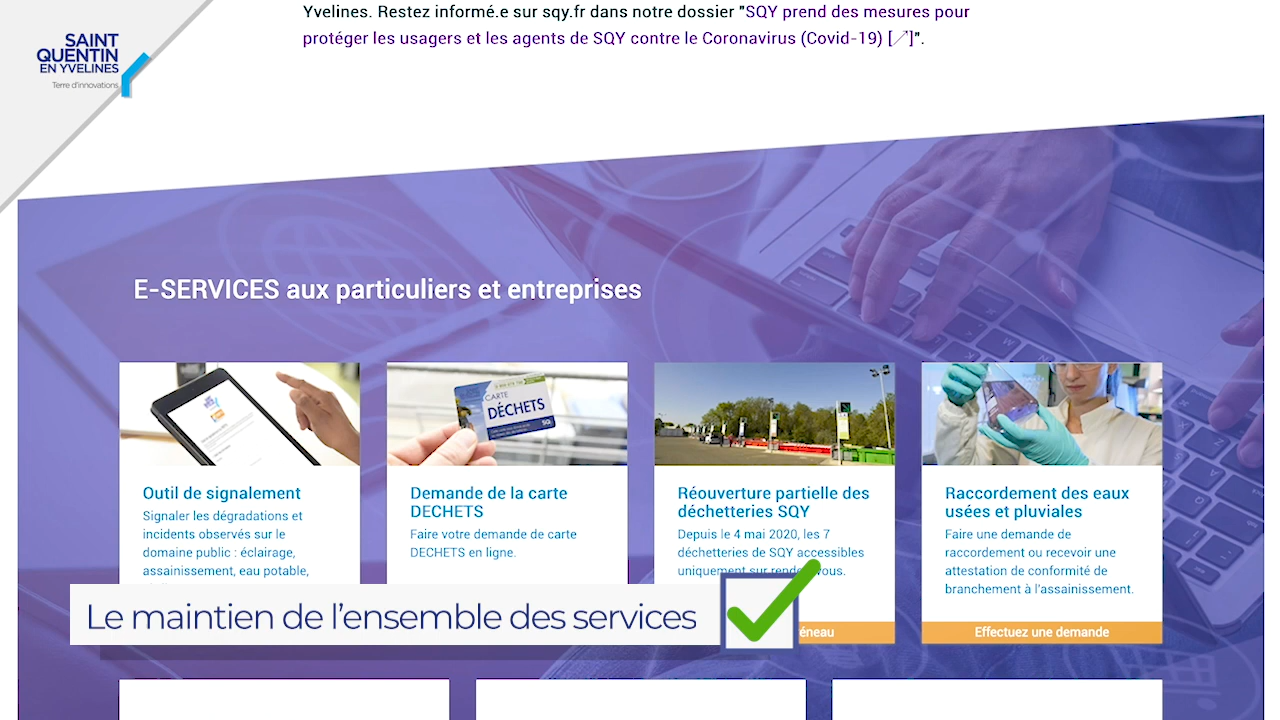 Yvelines. Restez informé.e sur sqy.fr dans notre dossier "SQY prend des mesures pour
protéger les usagers et les agents de SQY contre le Coronavirus (Covid-19) [⤢]".
SAINT
QUENTIN
EN YVELINES
Terre d'innovations
E-SERVICES aux particuliers et entreprises
CARTE
DÉCHETS
SQY
Outil de signalement
Signaler les dégradations et
incidents observés sur le
domaine public : éclairage,
assainissement, eau potable,
Demande de la carte
DECHETS
Faire votre demande de carte
DECHETS en ligne.
Réouverture partielle des
déchetteries SQY
Depuis le 4 mai 2020, les 7
déchetteries de SQY accessibles
uniquement sur rendez-vous.
éneau
Raccordement des eaux
usées et pluviales
Faire une demande de
raccordement ou recevoir une
attestation de conformité de
branchement à l'assainissement.
Effectuez une demande
Le maintien de l'ensemble des services